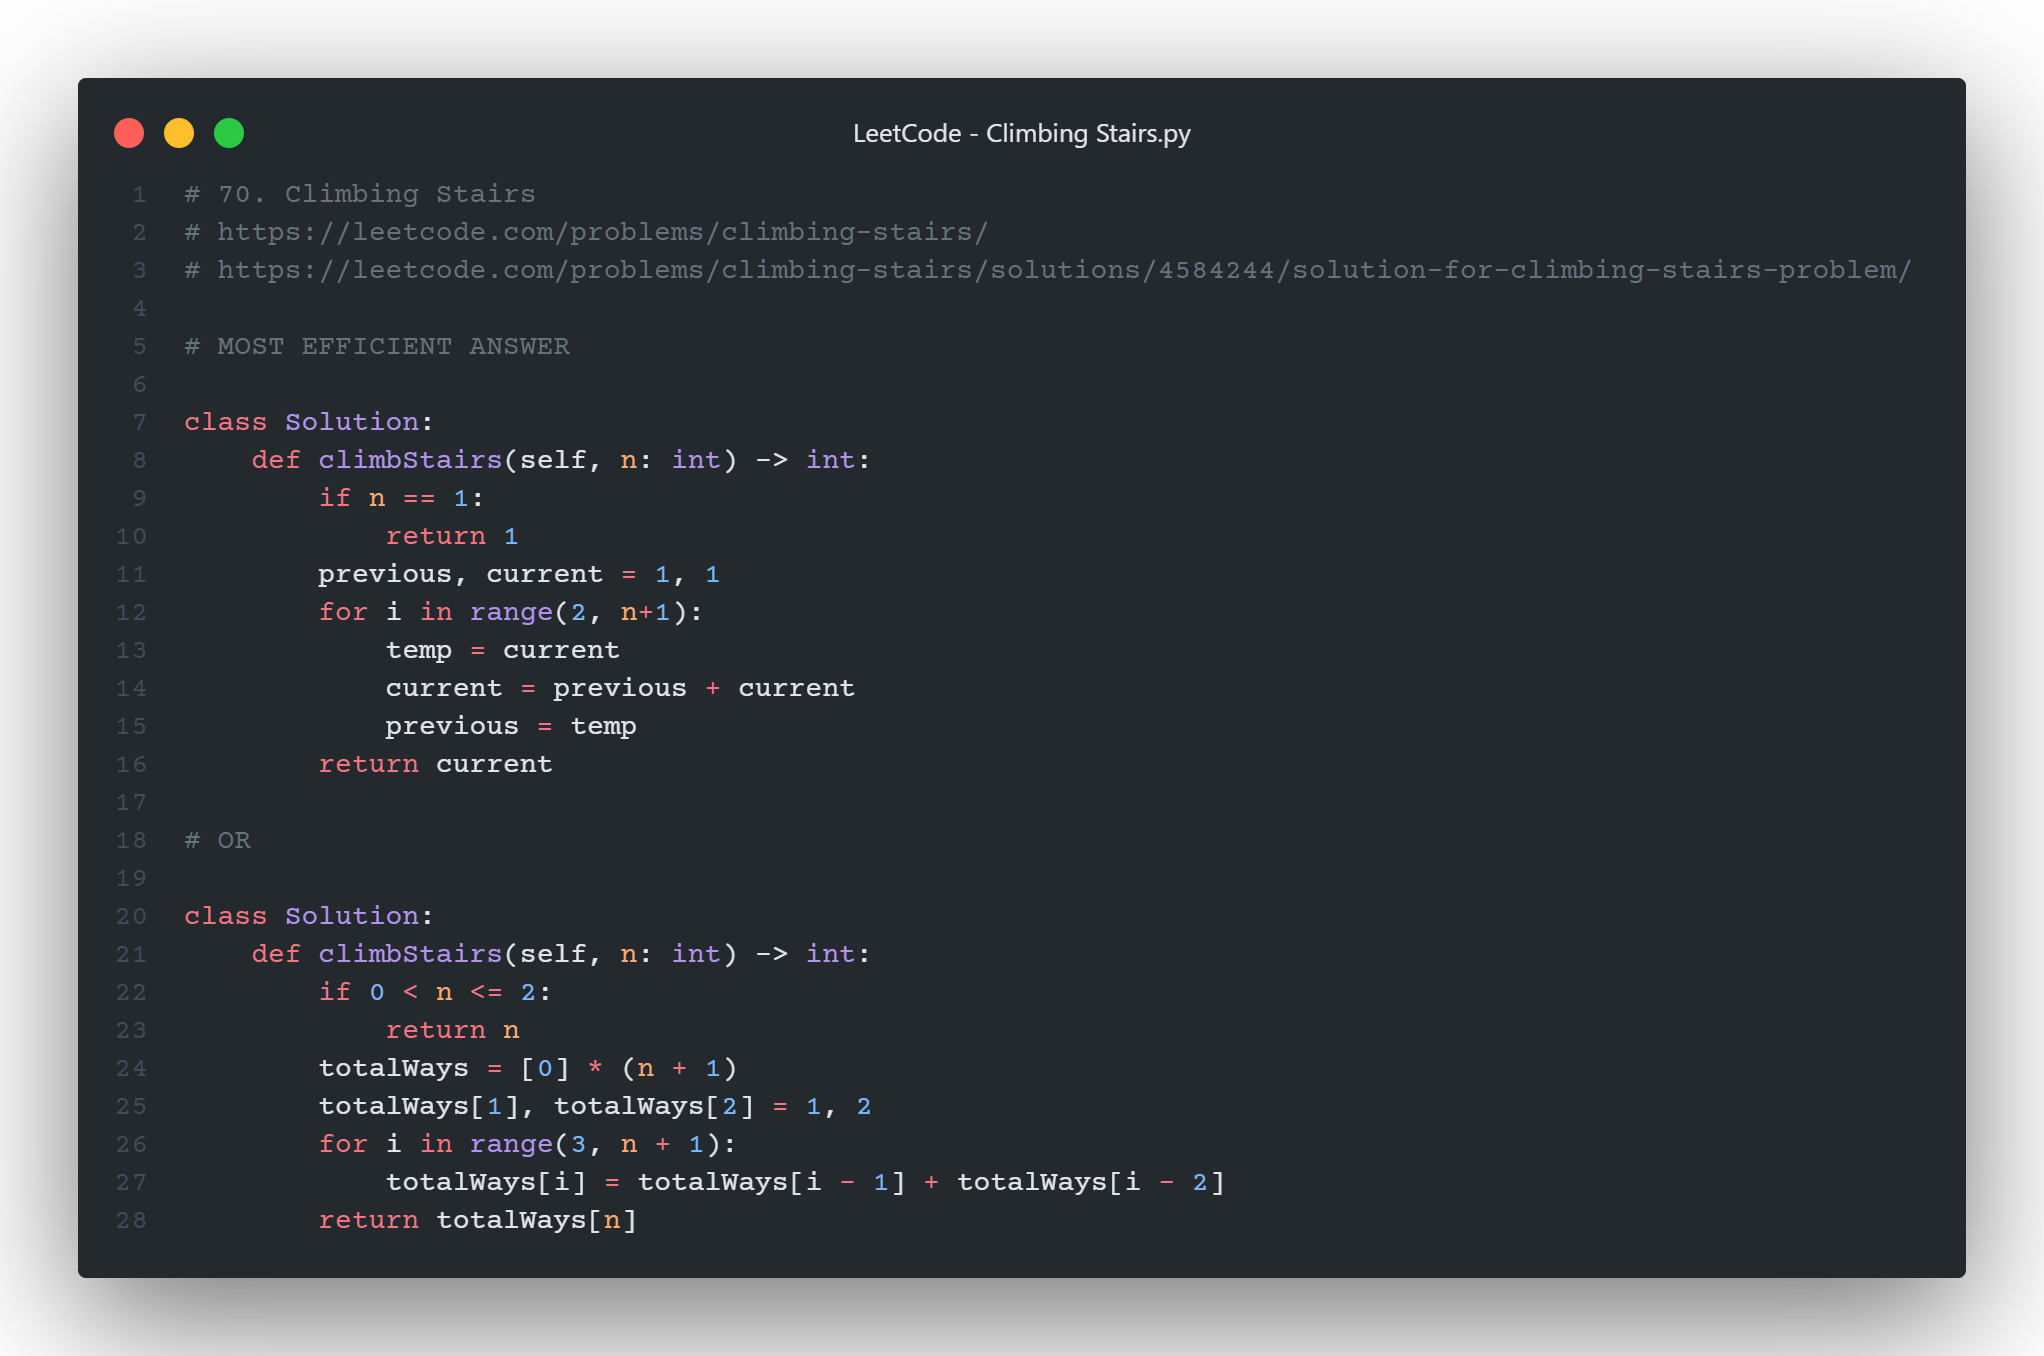 LeetCode - Climbing Stairs.py
1 # 70. Climbing Stairs
2 # https://leetcode.com/problems/climbing-stairs/
3 # https://leetcode.com/problems/climbing-stairs/solutions/4584244/solution-for-climbing-stairs-problem/
4
5 # MOST EFFICIENT ANSWER
6
7 class Solution:
8     def climbStairs(self, n: int) -> int:
9         if n == 1:
10             return 1
11         previous, current = 1, 1
12         for i in range(2, n+1):
13             temp = current
14             current = previous + current
15             previous = temp
16         return current
17
18 # OR
19
20 class Solution:
21     def climbStairs(self, n: int) -> int:
22         if 0 < n <= 2:
23             return n
24         totalWays = [0] * (n + 1)
25         totalWays[1], totalWays[2] = 1, 2
26         for i in range(3, n + 1):
27             totalWays[i] = totalWays[i - 1] + totalWays[i - 2]
28         return totalWays[n]